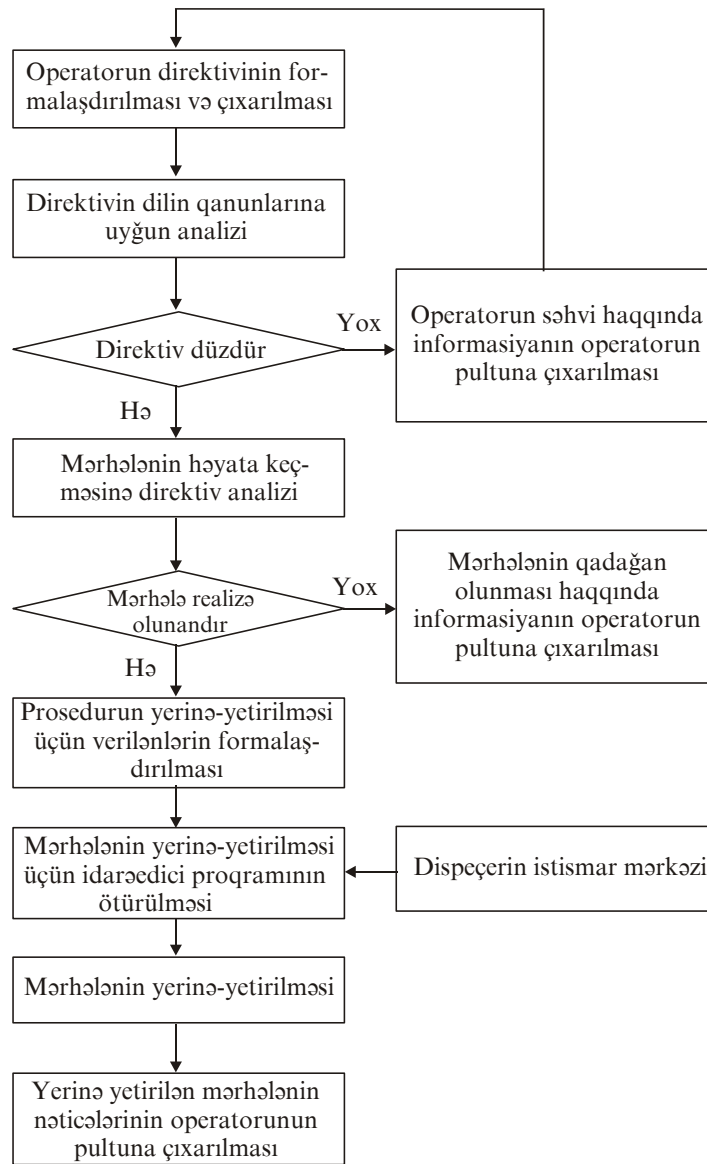 Operatorun direktivinin for-
malaşdırılması və çıxarılması
Direktivin dilin qanunlarına
uyğun analizi
Direktiv düzdür
Yox
Operatorun səhvi haqqında
informasiyanın operatorun
pultuna çıxarılması
Hə
Mərhələnin həyata keç-
məsinə direktiv analizi
Mərhələ realizə
olunandır
Yox
Mərhələnin qadağan
olunması haqqında
informasiyanın operatorun
pultuna çıxarılması
Hə
Prosedurun yerinə-yetirilməsi
üçün verilənlərin formalaş-
dırılması
Mərhələnin yerinə-yetirilməsi
üçün idarəedici proqramının
ötürülməsi
Dispeçerin istismar mərkəzi
Mərhələnin yerinə-yetirilməsi
Yerinə yetirilən mərhələnin
nəticələrinin operatorunun
pultuna çıxarılması